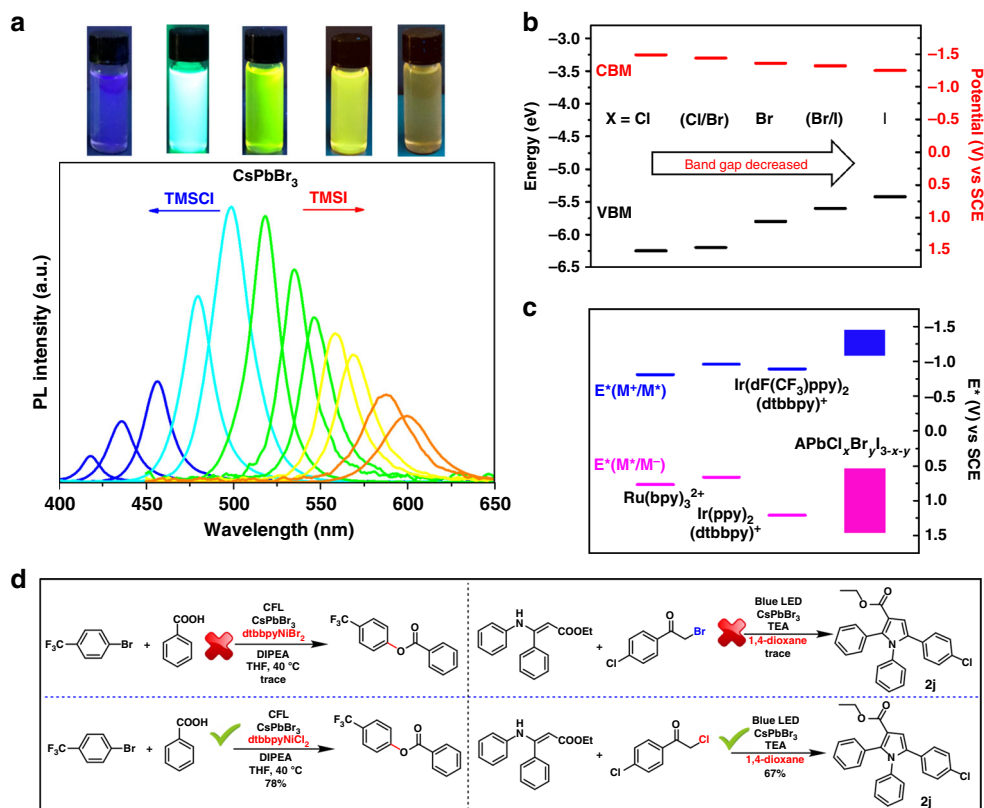 a
CsPbBr3
TMSCl
TMSI
PL intensity (a.u.)
400
450
500
550
600
650
Wavelength (nm)
b
-3.0
-3.5
-4.0
-4.5
-5.0
-5.5
-6.0
-6.5
Energy (eV)
CBM
X = Cl
(Cl/Br)
Br
(Br/I)
I
Band gap decreased
VBM
-1.5
-1.0
-0.5
0.0
0.5
1.0
1.5
Potential (V) vs SCE
c
E*(M+/M*)
Ir(dF(CF3)ppy)2
(dtbbpy)+
APbClxBryI3-x-y
E*(M*/M−)
Ru(bpy)3 2+
Ir(ppy)2
(dtbbpy)+
-1.5
-1.0
-0.5
0.0
0.5
1.0
1.5
E* (V) vs SCE
d
F3C
Br
+
COOH
CFL
CsPbBr3
dtbbpyNiBr2
DIPEA
THF, 40 °C
trace
F3C
O
O
H
N
COOEt
+
O
Br
Cl
Blue LED
CsPbBr3
TEA
1,4-dioxane
trace
O
O
N
Cl
2j
F3C
Br
+
COOH
CFL
CsPbBr3
dtbbpyNiCl2
DIPEA
THF, 40 °C
78%
F3C
O
O
H
N
COOEt
+
O
Cl
Cl
Blue LED
CsPbBr3
TEA
1,4-dioxane
67%
O
O
N
Cl
2j